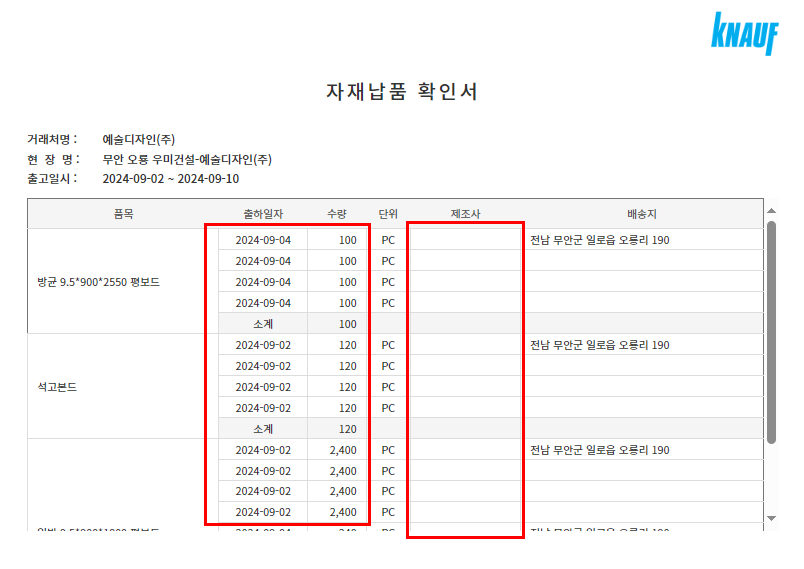 KNAUF
자재납품 확인서
거래처명 : 예술디자인(주)
현 장 명 : 무안 오룡 우미건설-예술디자인(주)
출고일시 : 2024-09-02 ~ 2024-09-10
품목 출하일자 수량 단위 제조사 배송지
2024-09-04 100 PC 전남 무안군 일로읍 오룡리 190
2024-09-04 100 PC
방균 9.5*900*2550 평보드 2024-09-04 100 PC
2024-09-04 100 PC
소계 100
2024-09-02 120 PC 전남 무안군 일로읍 오룡리 190
2024-09-02 120 PC
석고본드 2024-09-02 120 PC
2024-09-02 120 PC
소계 120
2024-09-02 2,400 PC 전남 무안군 일로읍 오룡리 190
2024-09-02 2,400 PC
2024-09-02 2,400 PC
2024-09-02 2,400 PC